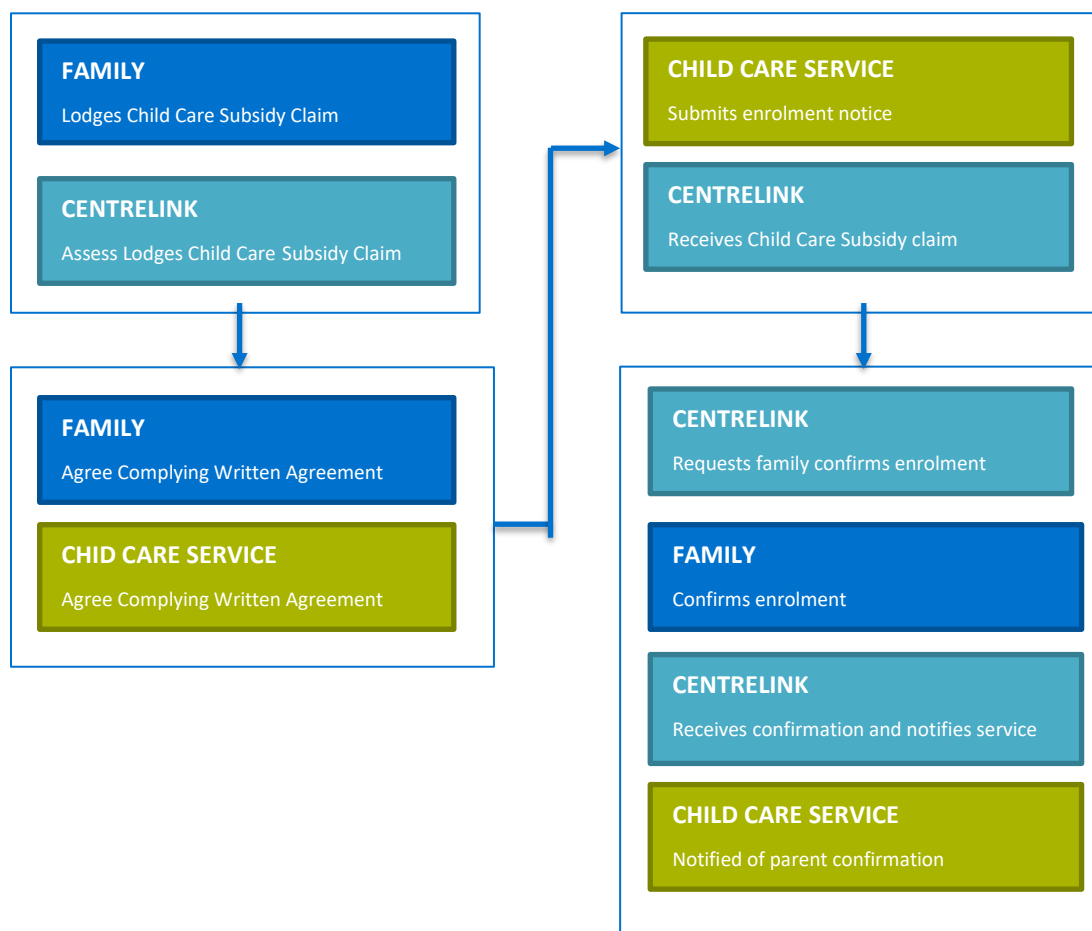 FAMILY
Lodges Child Care Subsidy Claim
CENTRELINK
Assess Lodges Child Care Subsidy Claim
FAMILY
Agree Complying Written Agreement
CHID CARE SERVICE
Agree Complying Written Agreement
CHILD CARE SERVICE
Submits enrolment notice
CENTRELINK
Receives Child Care Subsidy claim
CENTRELINK
Requests family confirms enrolment
FAMILY
Confirms enrolment
CENTRELINK
Receives confirmation and notifies service
CHILD CARE SERVICE
Notified of parent confirmation